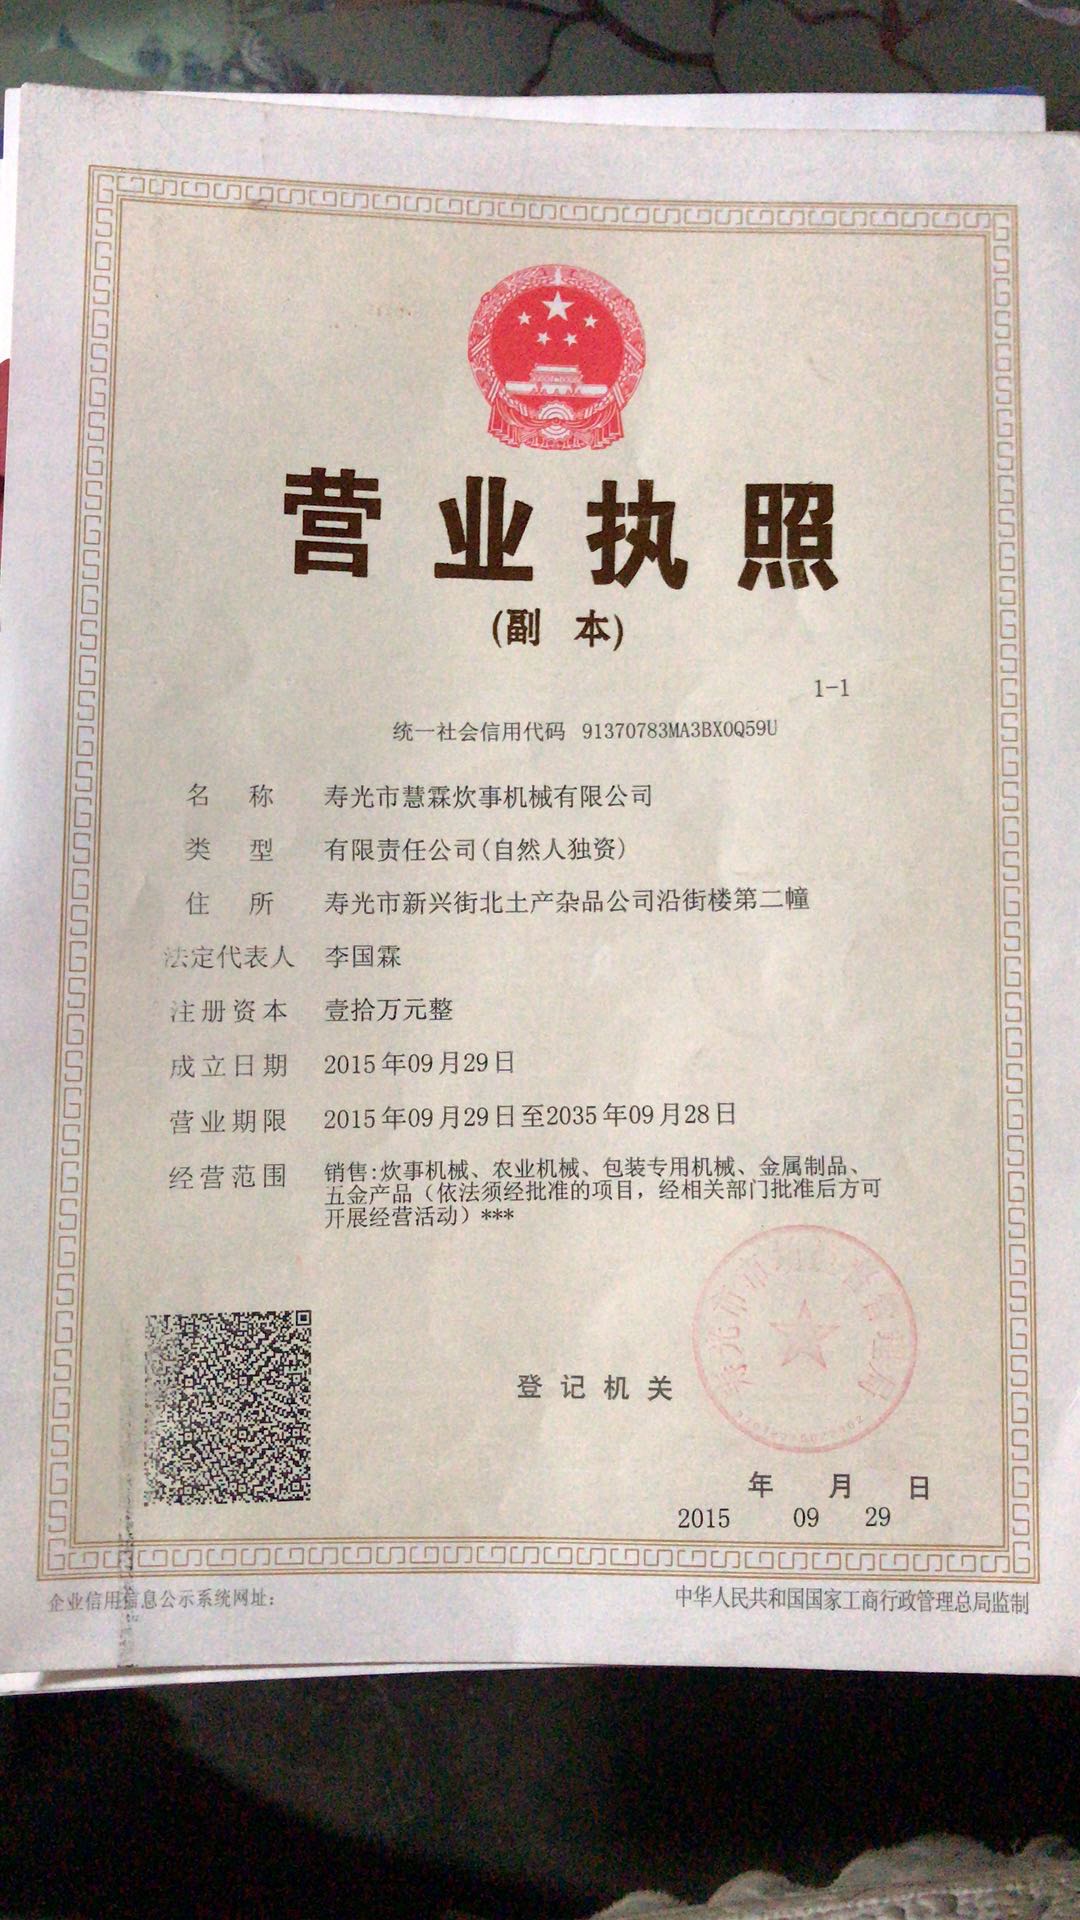 营业执照
(副 本)
1-1
统一社会信用代码 91370783MA3BX0Q59U
名 称 寿光市慧霖炊事机械有限公司
类 型 有限责任公司(自然人独资)
住 所 寿光市新兴街北土产杂品公司沿街楼第二幢
法定代表人 李国霖
注册资本 壹拾万元整
成立日期 2015年09月29日
营业期限 2015年09月29日至2035年09月28日
经营范围 销售:炊事机械、农业机械、包装专用机械、金属制品、
五金产品（依法须经批准的项目，经相关部门批准后方可
开展经营活动）***
登记机关
寿光市市场监督管理局
年 月 日
2015 09 29
企业信用信息公示系统网址：
中华人民共和国国家工商行政管理总局监制